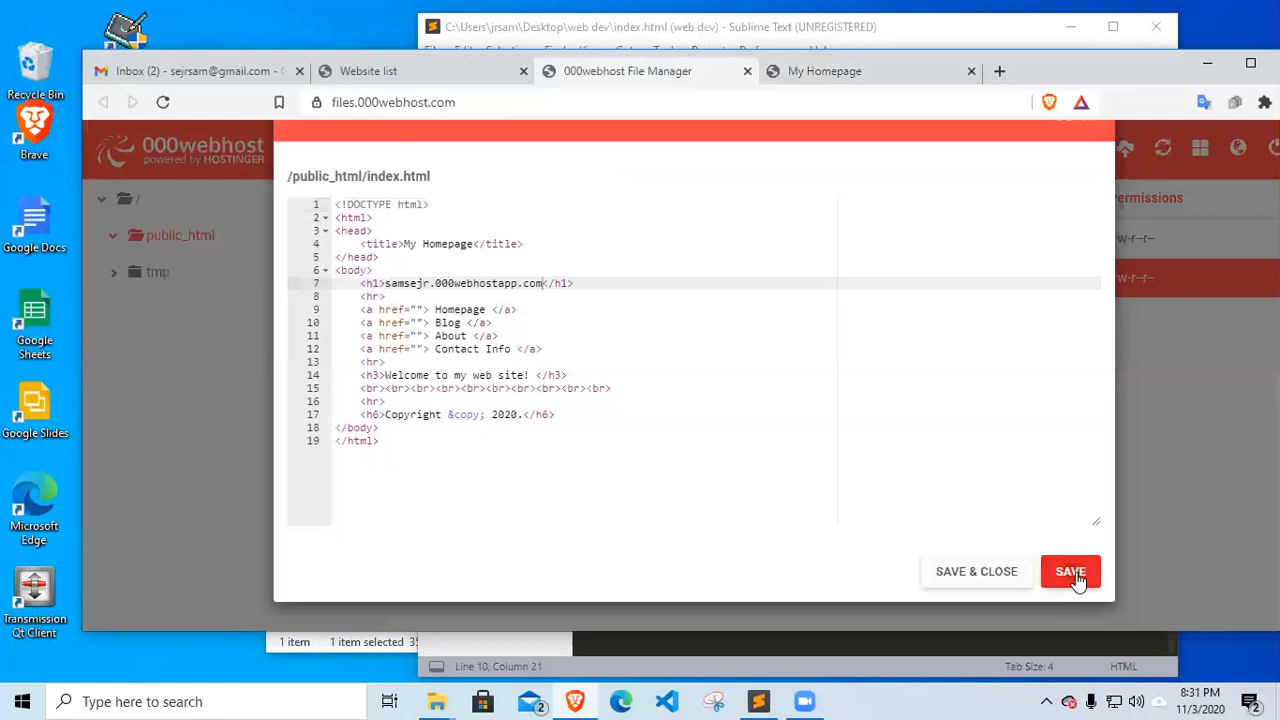 C:\Users\jrsam\Desktop\web dev\index.html (web dev) - Sublime Text (UNREGISTERED)
Inbox (2) - sejrsam@gmail.com -
Website list
000webhost File Manager
My Homepage
files.000webhost.com
000webhost
powered by HOSTINGER
/
public_html
tmp
ermissions
w-r--r--
w-r--r--
/public_html/index.html
1 <!DOCTYPE html>
2 <html>
3 <head>
4 <title>My Homepage</title>
5 </head>
6 <body>
7 <h1>samsejr.000webhostapp.com</h1>
8 <hr>
9 <a href=""> Homepage </a>
10 <a href=""> Blog </a>
11 <a href=""> About </a>
12 <a href=""> Contact Info </a>
13 <hr>
14 <h3>Welcome to my web site! </h3>
15 <br><br><br><br><br><br><br><br><br><br>
16 <hr>
17 <h6>Copyright &copy; 2020.</h6>
18 </body>
19 </html>
SAVE & CLOSE
SAVE
1 item 1 item selected
Line 10, Column 21
Tab Size: 4
HTML
Recycle Bin
Brave
Google Docs
Google Sheets
Google Slides
Microsoft Edge
Transmission Qt Client
Type here to search
2
8:31 PM
11/3/2020
2